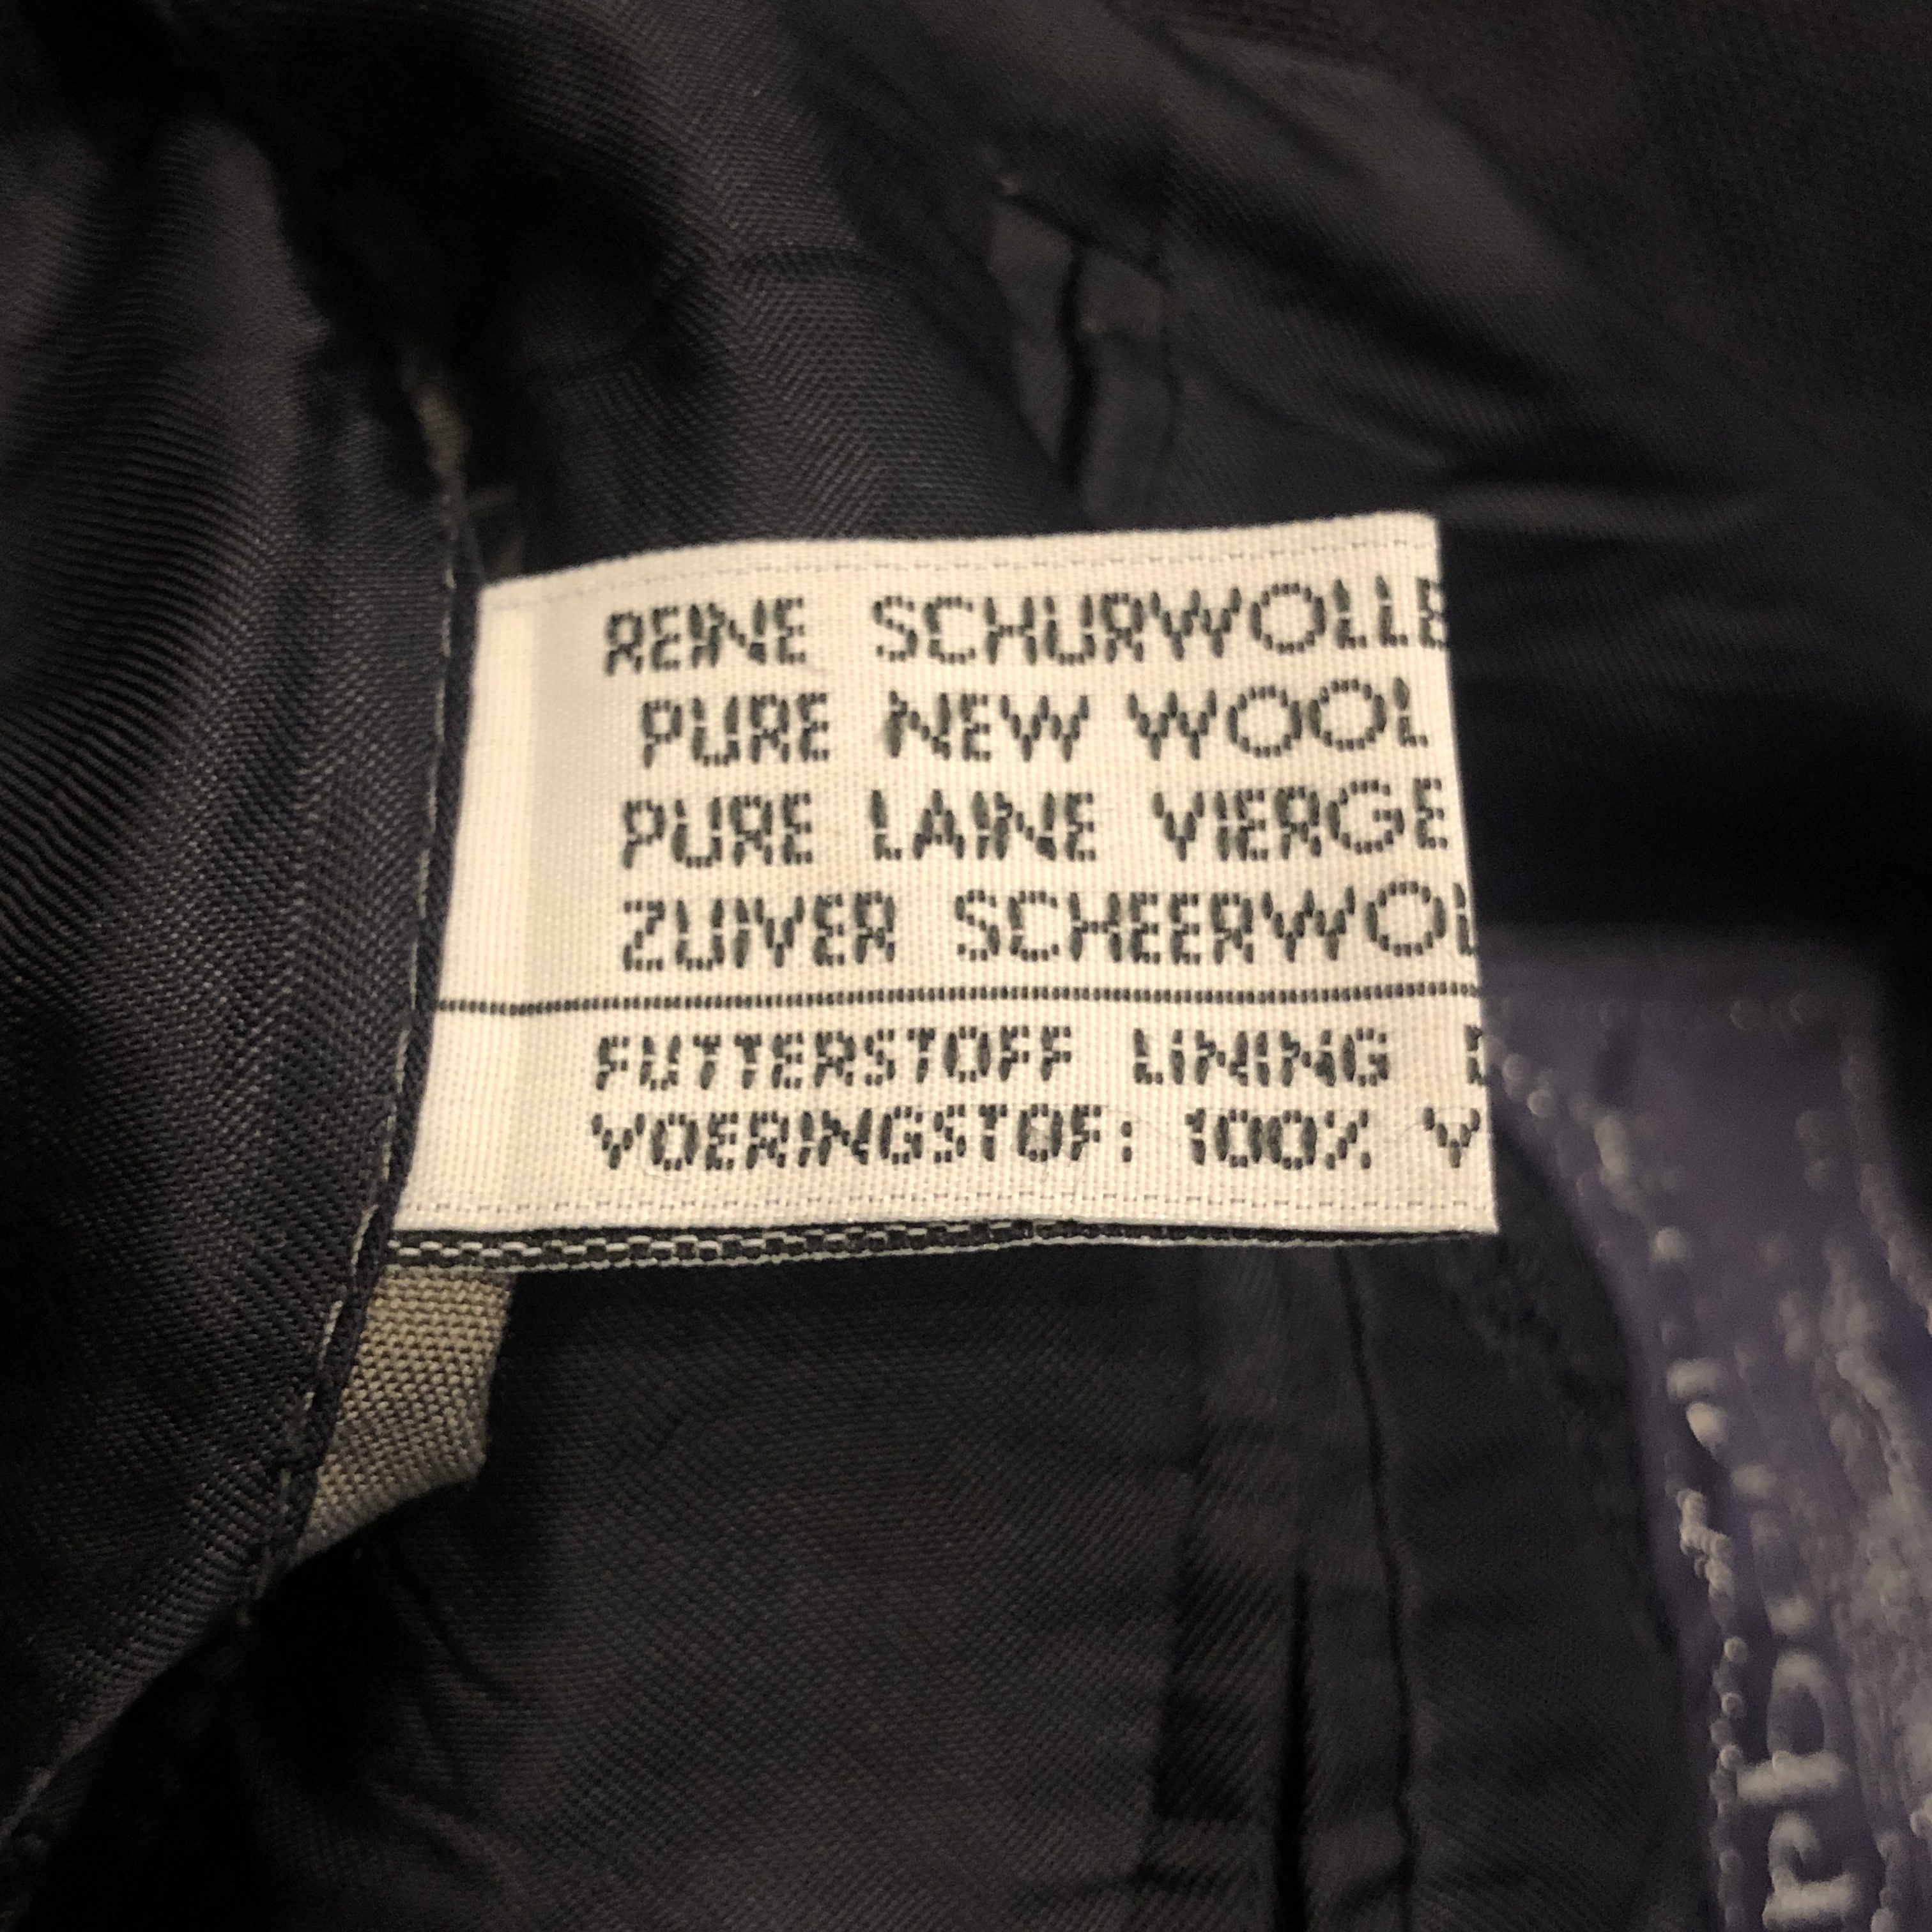 REINE SCHURWOLLE
PURE NEW WOOL
PURE LAINE VIERGE
ZUIVER SCHEERWOL
FUTTERSTOFF LINING
VOERINGSTOF: 100% V